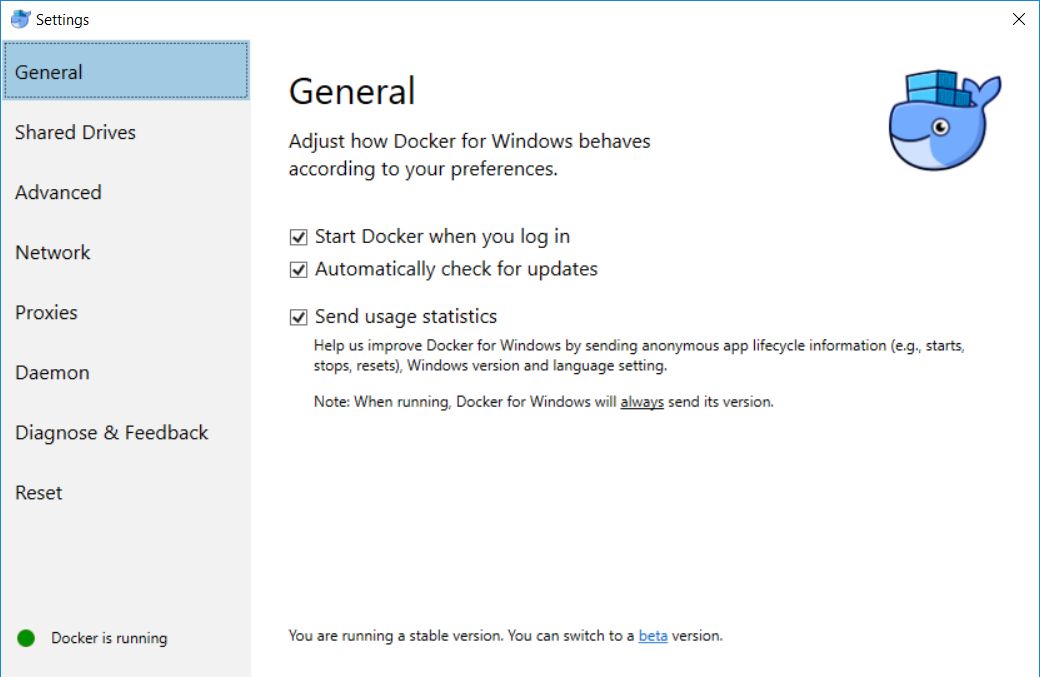 Settings
General
Shared Drives
Advanced
Network
Proxies
Daemon
Diagnose & Feedback
Reset
Docker is running
General
Adjust how Docker for Windows behaves
according to your preferences.
Start Docker when you log in
Automatically check for updates
Send usage statistics
Help us improve Docker for Windows by sending anonymous app lifecycle information (e.g., starts,
stops, resets), Windows version and language setting.
Note: When running, Docker for Windows will always send its version.
You are running a stable version. You can switch to a beta version.